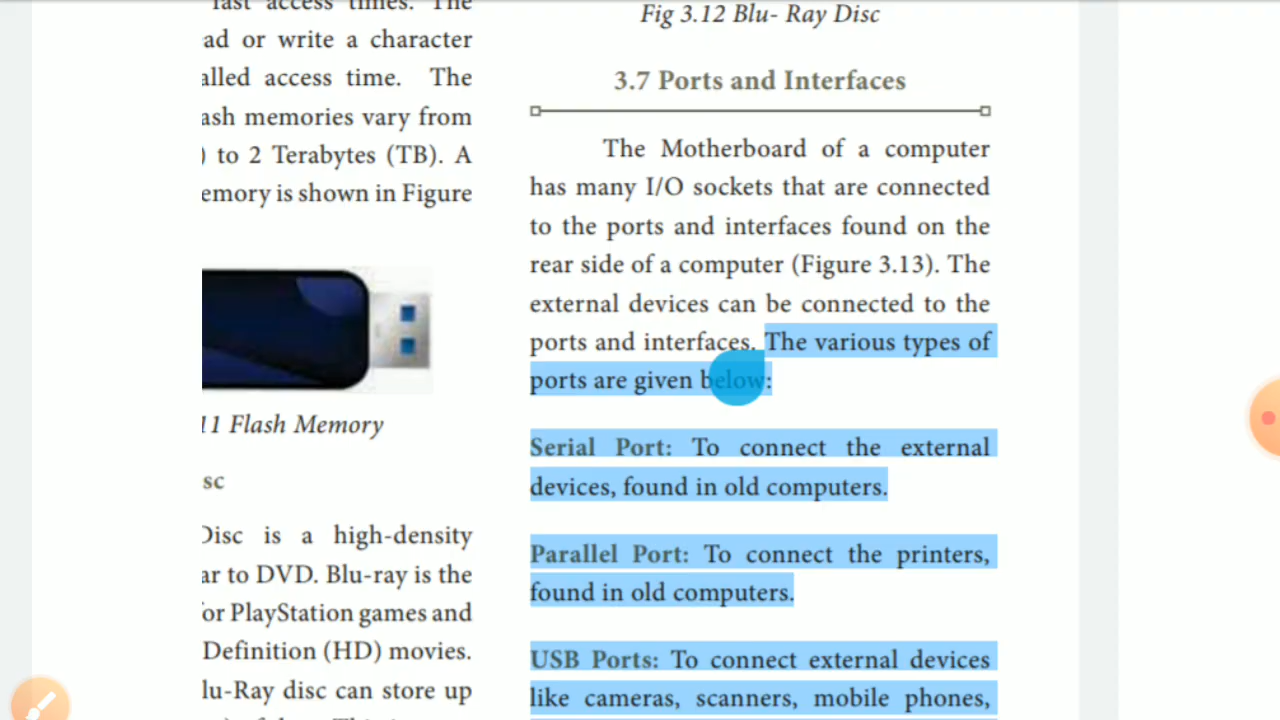 fast access times. The
ad or write a character
alled access time. The
ash memories vary from
) to 2 Terabytes (TB). A
emory is shown in Figure
11 Flash Memory
sc
Disc is a high-density
ar to DVD. Blu-ray is the
for PlayStation games and
Definition (HD) movies.
lu-Ray disc can store up
Fig 3.12 Blu- Ray Disc
3.7 Ports and Interfaces
The Motherboard of a computer
has many I/O sockets that are connected
to the ports and interfaces found on the
rear side of a computer (Figure 3.13). The
external devices can be connected to the
ports and interfaces. The various types of
ports are given below:
Serial Port: To connect the external
devices, found in old computers.
Parallel Port: To connect the printers,
found in old computers.
USB Ports: To connect external devices
like cameras, scanners, mobile phones,